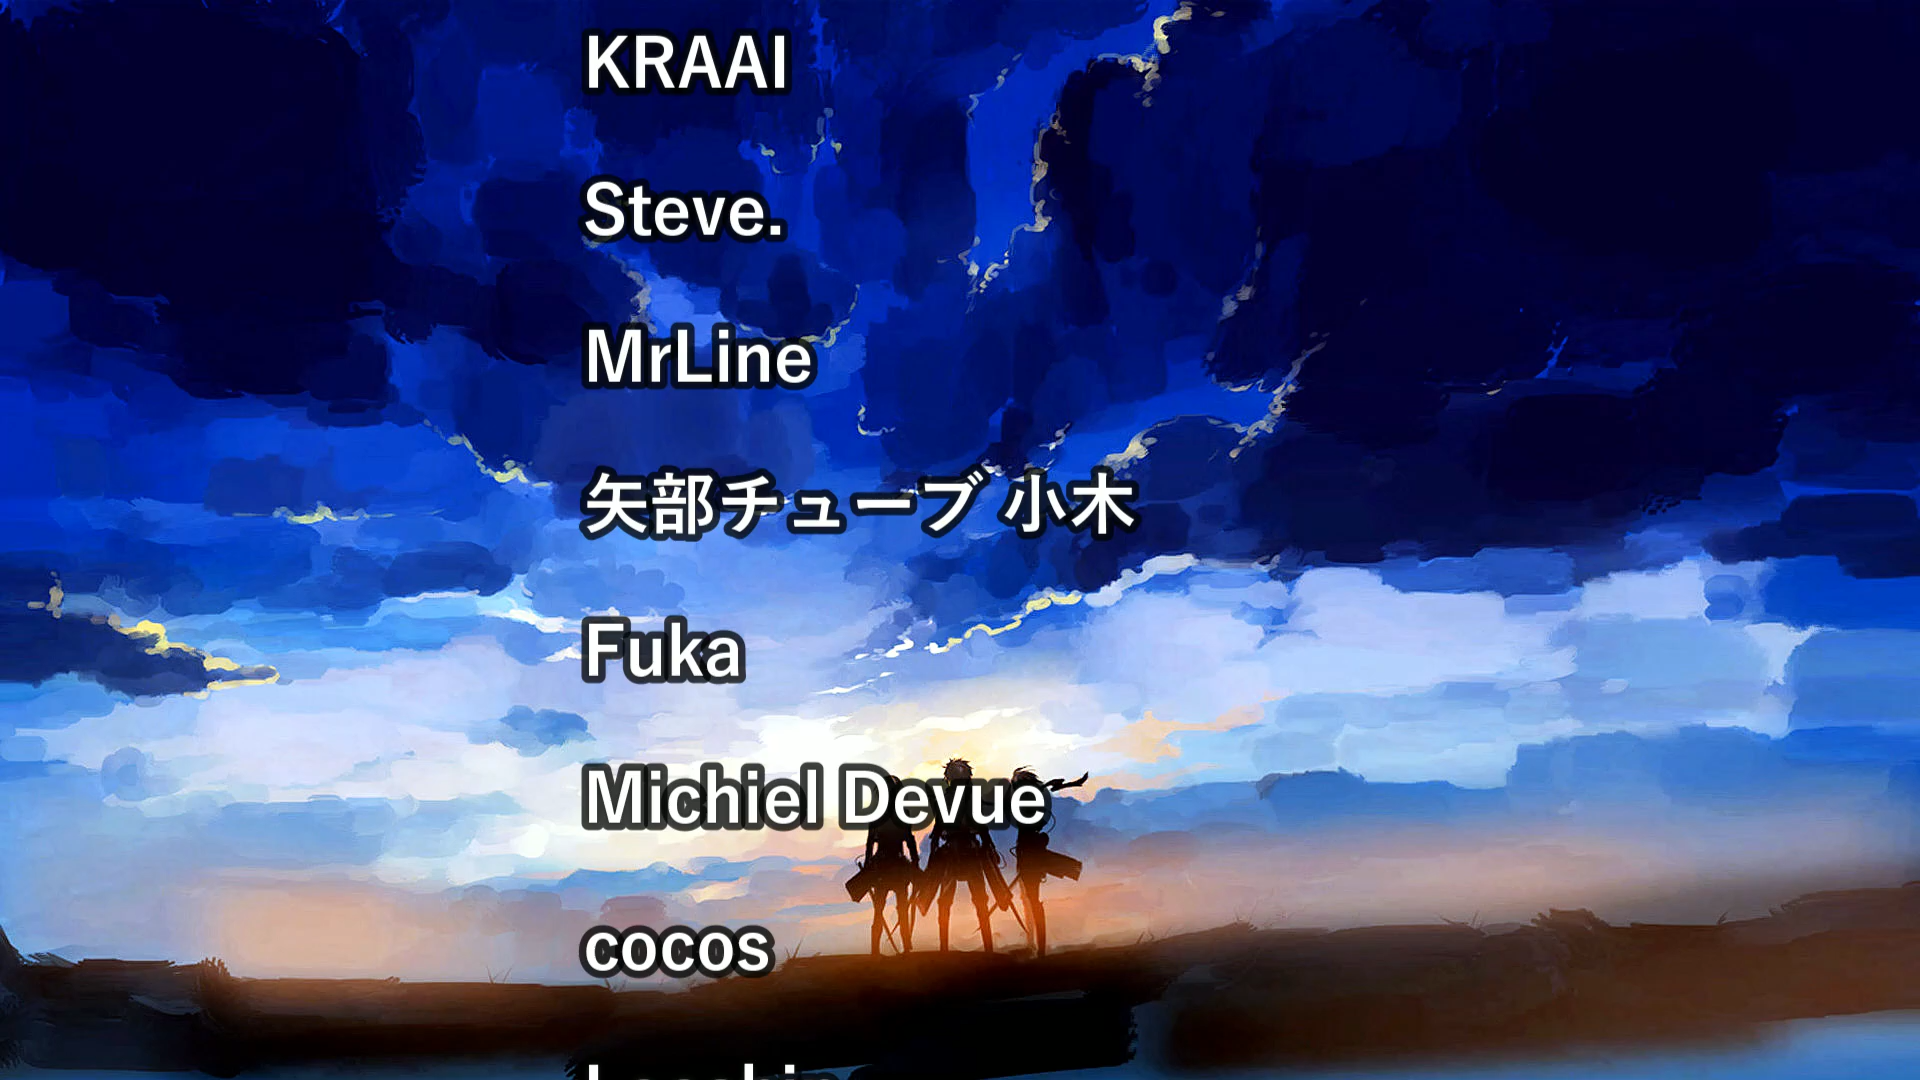 KRAAI
Steve.
MrLine
矢部チューブ 小木
Fuka
Michiel Devue
cocos